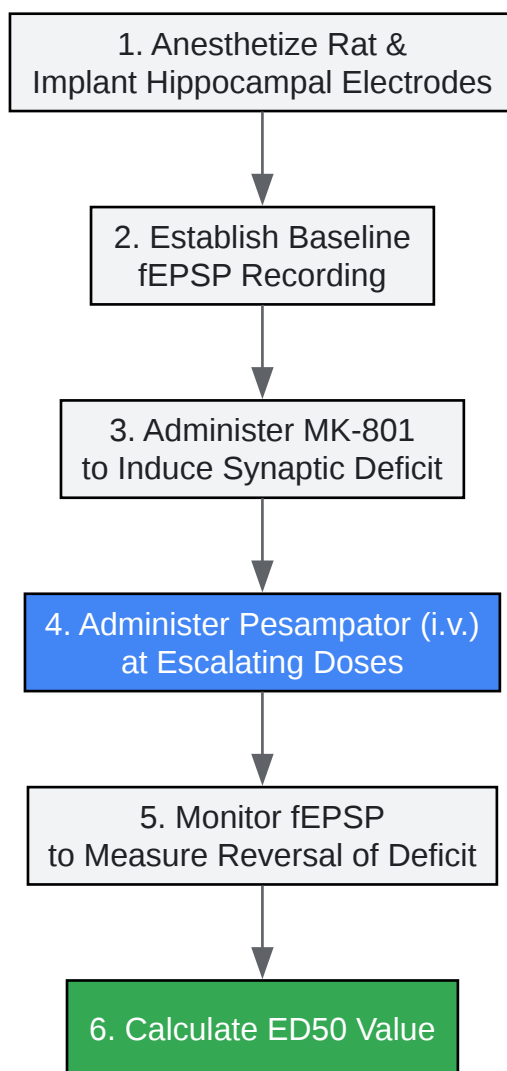 1. Anesthetize Rat &
Implant Hippocampal Electrodes
2. Establish Baseline
fEPSP Recording
3. Administer MK-801
to Induce Synaptic Deficit
4. Administer Pesampator (i.v.)
at Escalating Doses
5. Monitor fEPSP
to Measure Reversal of Deficit
6. Calculate ED50 Value